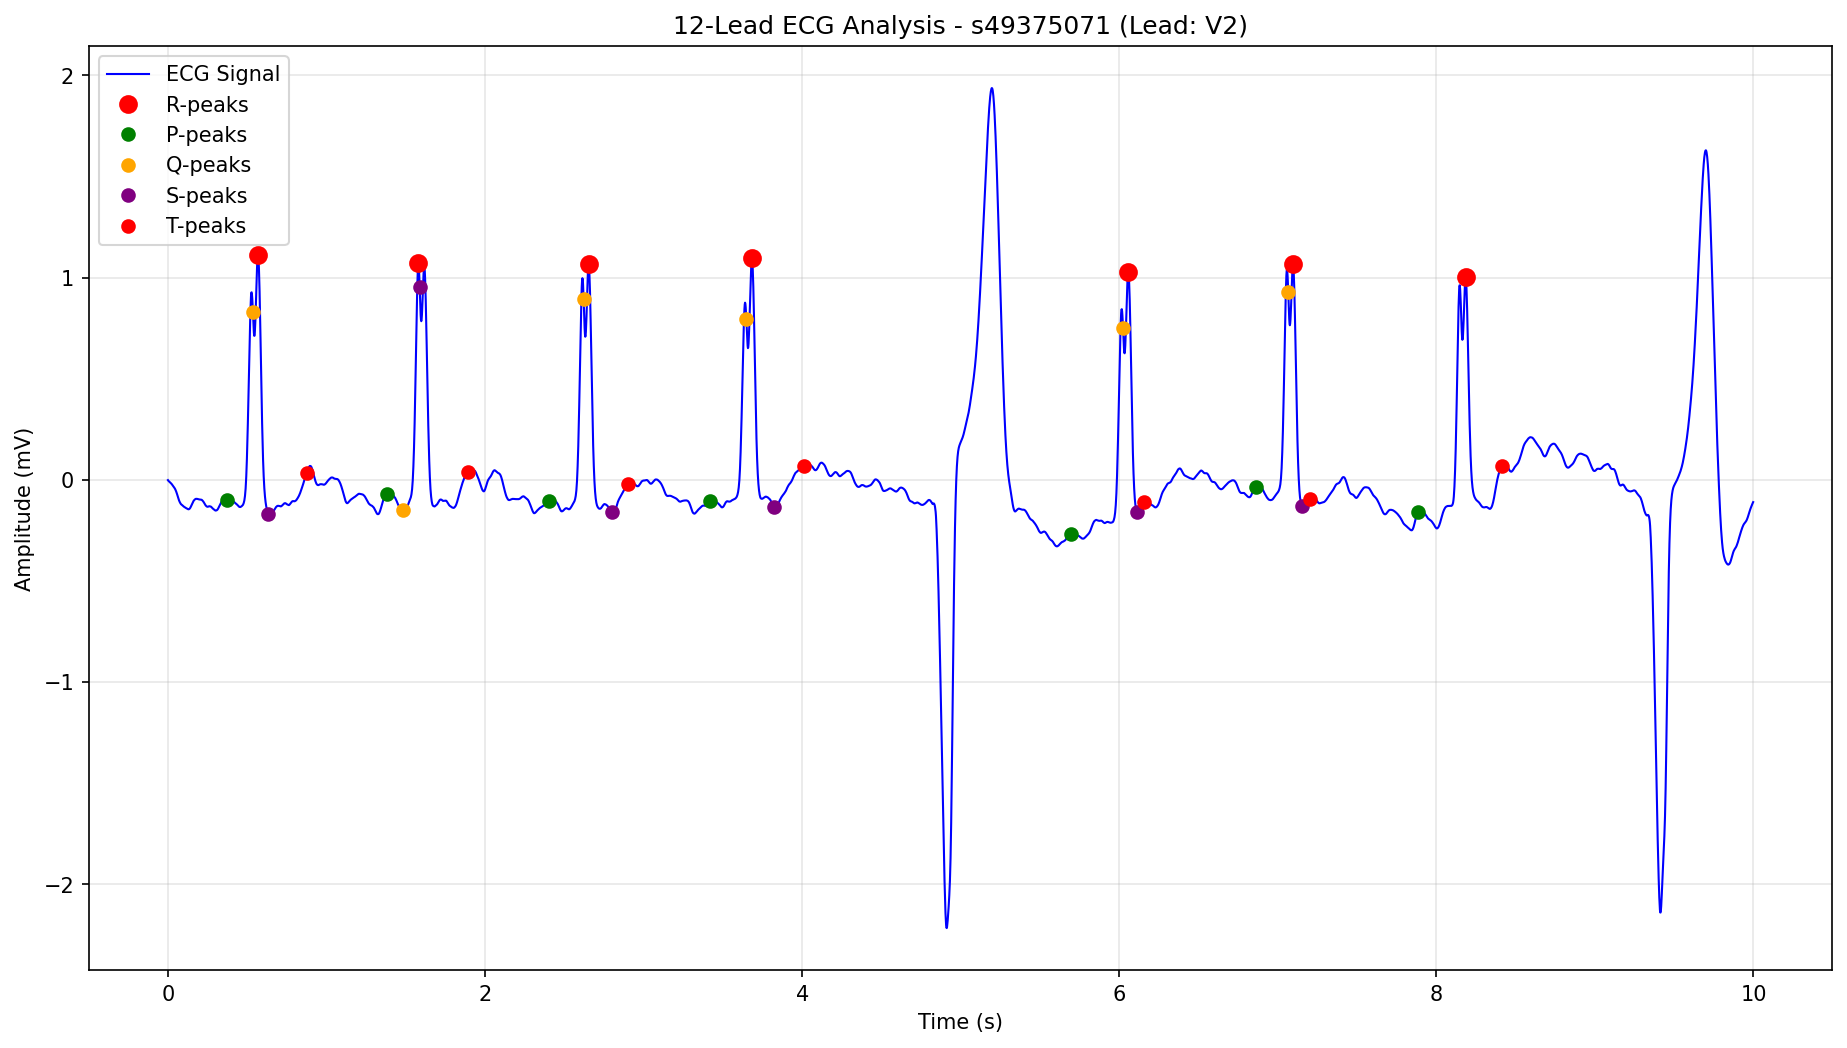 12-Lead ECG Analysis - s49375071 (Lead: V2)
ECG Signal
R-peaks
P-peaks
Q-peaks
S-peaks
T-peaks
2
1
0
−1
−2
Amplitude (mV)
0
2
4
6
8
10
Time (s)